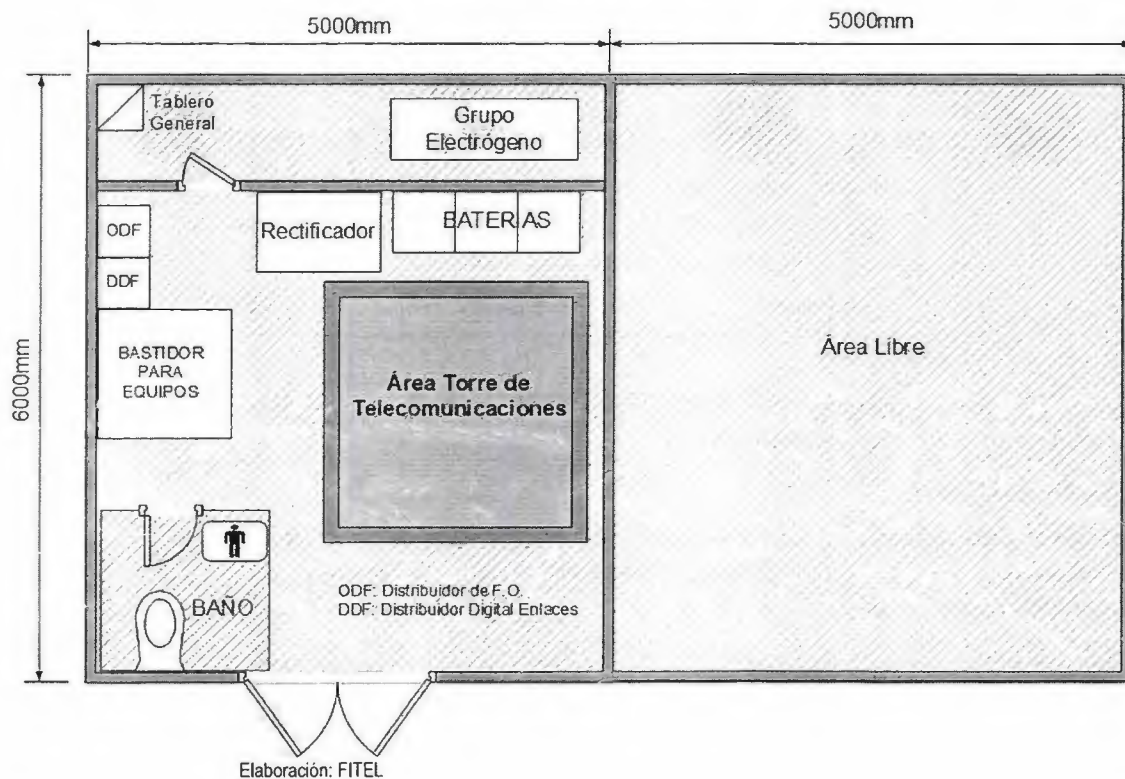 5000mm
5000mm
6000mm
Tablero
General
Grupo
Electrógeno
ODF
DDF
Rectificador
BATERIAS
BASTIDOR
PARA
EQUIPOS
Área Torre de
Telecomunicaciones
Área Libre
BAÑO
ODF: Distribuidor de F.O.
DDF: Distribuidor Digital Enlaces
Elaboración: FITEL